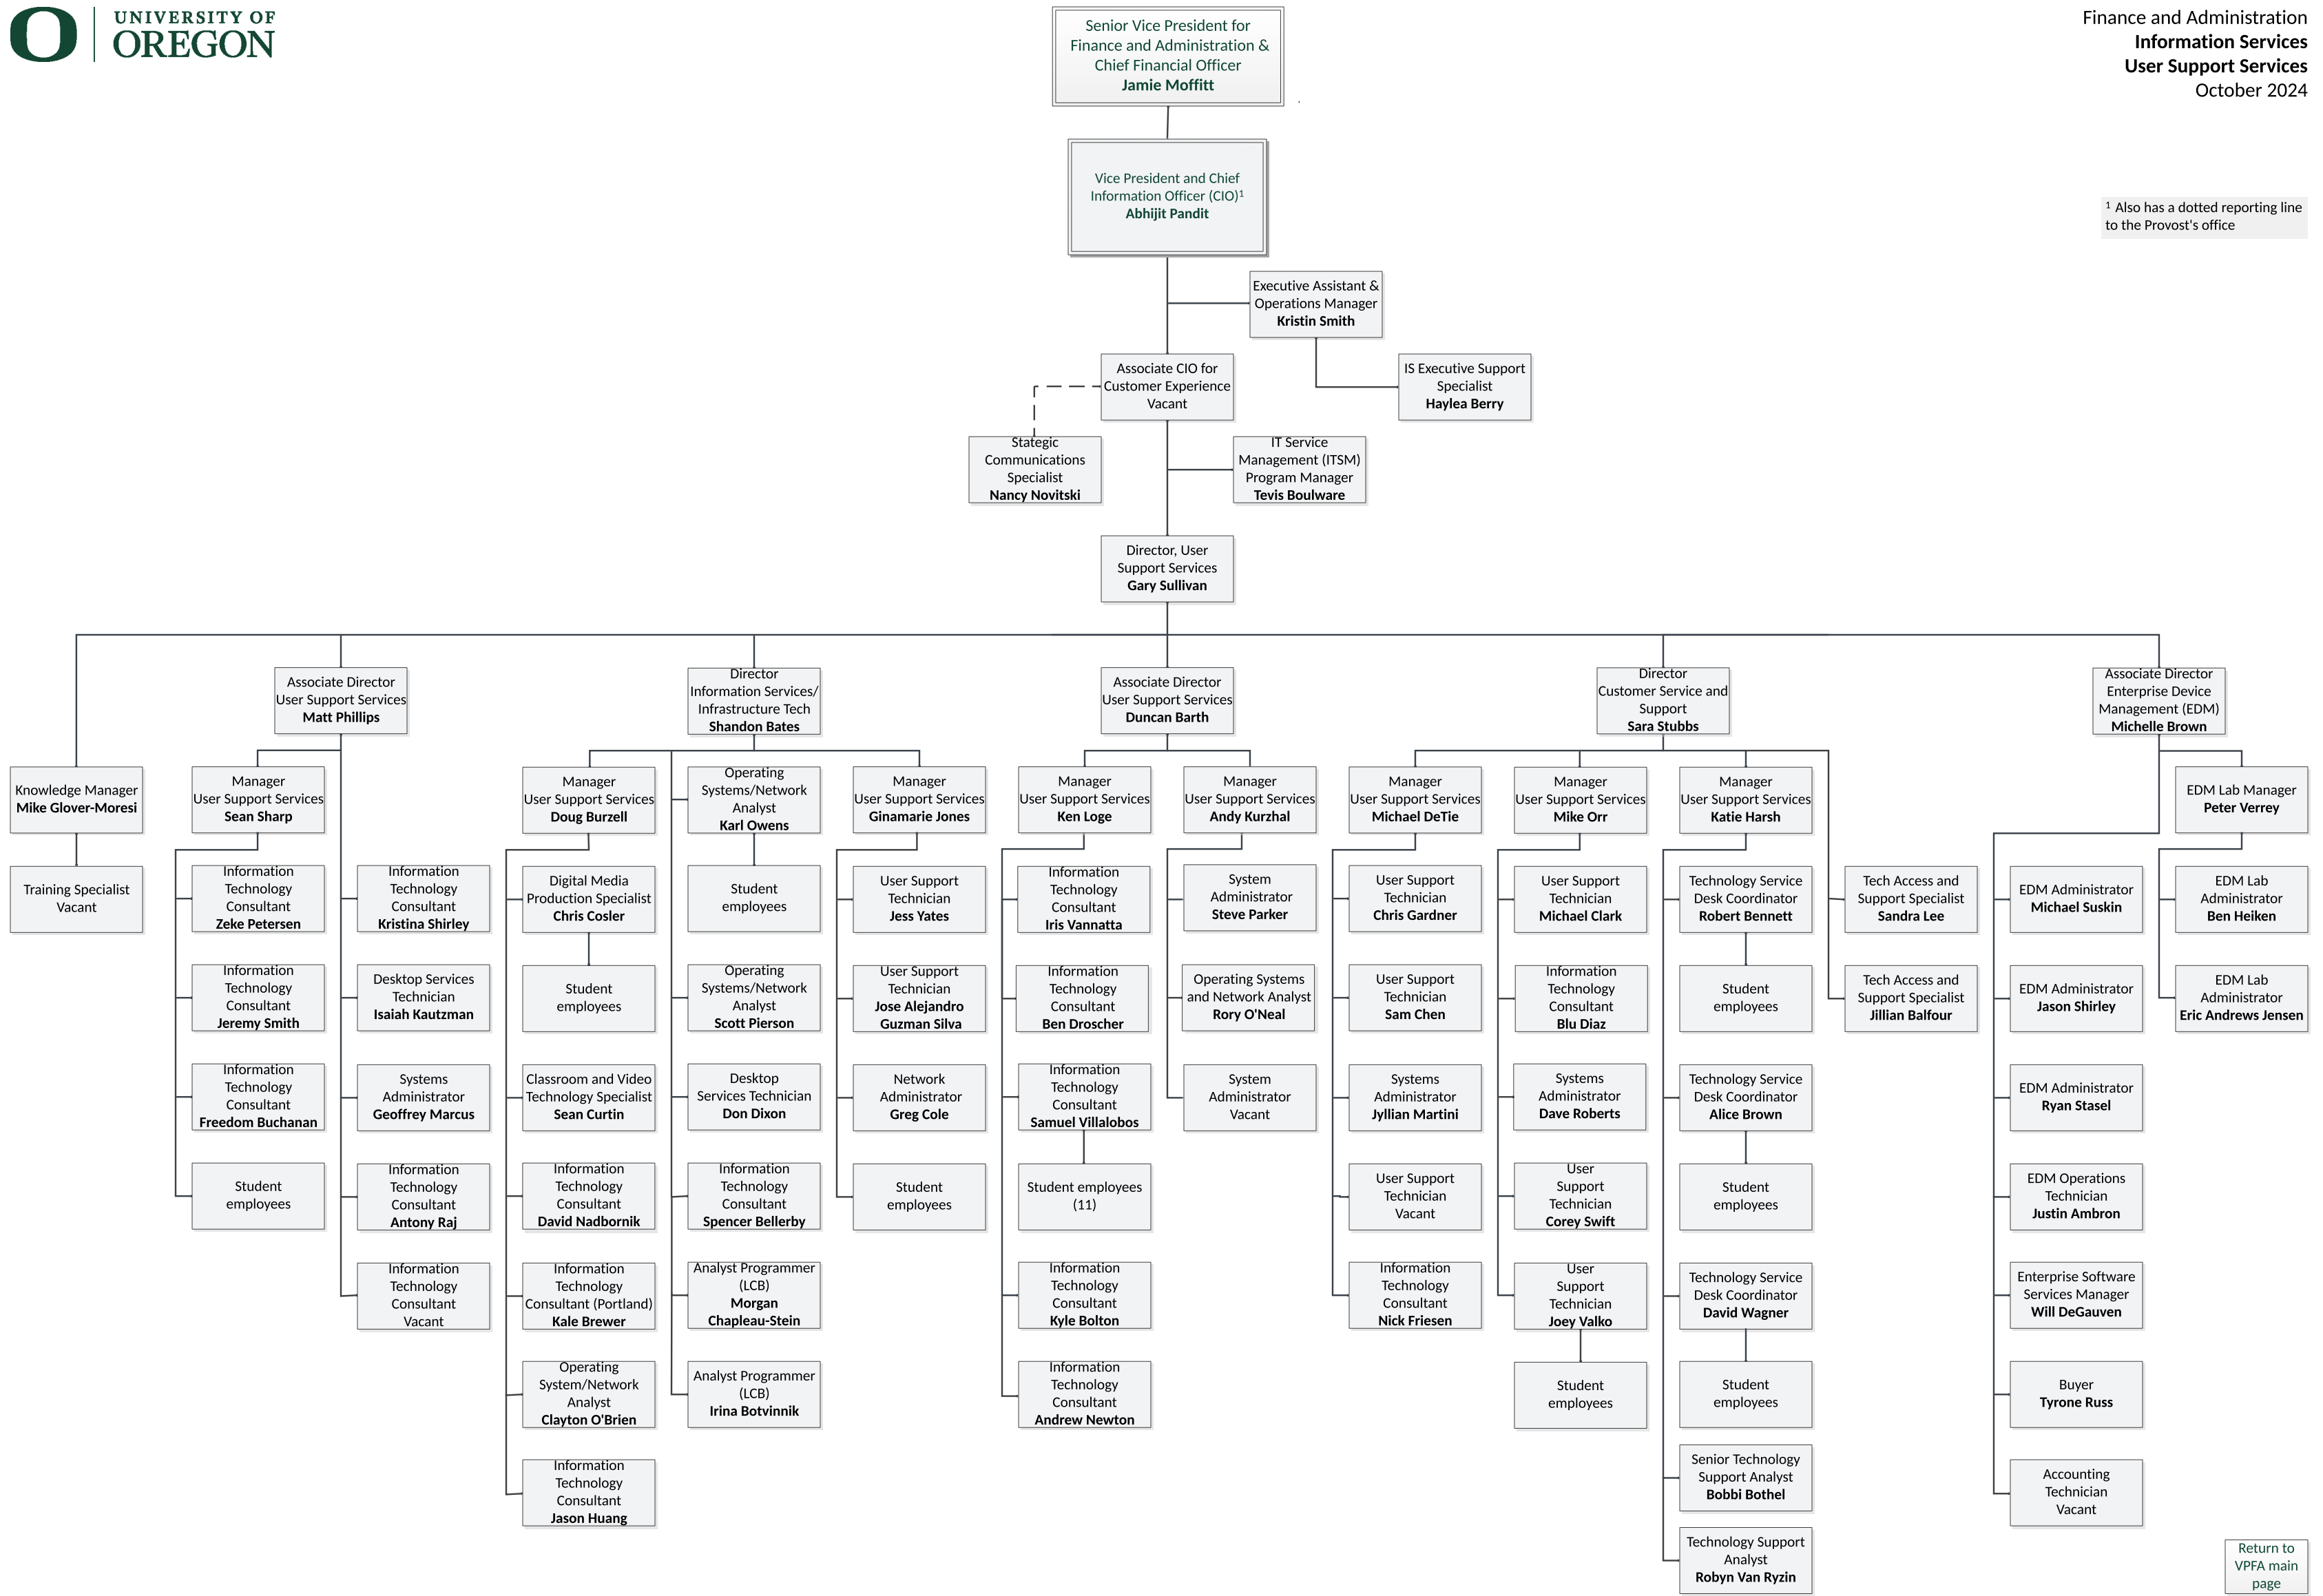 UNIVERSITY OF
OREGON
Senior Vice President for
Finance and Administration &
Chief Financial Officer
Jamie Moffitt
Finance and Administration
Information Services
User Support Services
October 2024
Vice President and Chief
Information Officer (CIO)¹
Abhijit Pandit
¹ Also has a dotted reporting line
to the Provost's office
Executive Assistant &
Operations Manager
Kristin Smith
Associate CIO for
Customer Experience
Vacant
IS Executive Support
Specialist
Haylea Berry
Stategic
Communications
Specialist
Nancy Novitski
IT Service
Management (ITSM)
Program Manager
Tevis Boulware
Director, User
Support Services
Gary Sullivan
Associate Director
User Support Services
Matt Phillips
Director
Information Services/
Infrastructure Tech
Shandon Bates
Associate Director
User Support Services
Duncan Barth
Director
Customer Service and
Support
Sara Stubbs
Associate Director
Enterprise Device
Management (EDM)
Michelle Brown
Knowledge Manager
Mike Glover-Moresi
Manager
User Support Services
Sean Sharp
Manager
User Support Services
Doug Burzell
Operating
Systems/Network
Analyst
Karl Owens
Manager
User Support Services
Ginamarie Jones
Manager
User Support Services
Ken Loge
Manager
User Support Services
Andy Kurzhal
Manager
User Support Services
Michael DeTie
Manager
User Support Services
Mike Orr
Manager
User Support Services
Katie Harsh
EDM Lab Manager
Peter Verrey
Training Specialist
Vacant
Information
Technology
Consultant
Zeke Petersen
Information
Technology
Consultant
Kristina Shirley
Digital Media
Production Specialist
Chris Cosler
Student
employees
User Support
Technician
Jess Yates
Information
Technology
Consultant
Iris Vannatta
System
Administrator
Steve Parker
User Support
Technician
Chris Gardner
User Support
Technician
Michael Clark
Technology Service
Desk Coordinator
Robert Bennett
Tech Access and
Support Specialist
Sandra Lee
EDM Administrator
Michael Suskin
EDM Lab
Administrator
Ben Heiken
Information
Technology
Consultant
Jeremy Smith
Desktop Services
Technician
Isaiah Kautzman
Student
employees
Operating
Systems/Network
Analyst
Scott Pierson
User Support
Technician
Jose Alejandro
Guzman Silva
Information
Technology
Consultant
Ben Droscher
Operating Systems
and Network Analyst
Rory O'Neal
User Support
Technician
Sam Chen
Information
Technology
Consultant
Blu Diaz
Student
employees
Tech Access and
Support Specialist
Jillian Balfour
EDM Administrator
Jason Shirley
EDM Lab
Administrator
Eric Andrews Jensen
Information
Technology
Consultant
Freedom Buchanan
Systems
Administrator
Geoffrey Marcus
Classroom and Video
Technology Specialist
Sean Curtin
Desktop
Services Technician
Don Dixon
Network
Administrator
Greg Cole
Information
Technology
Consultant
Samuel Villalobos
System
Administrator
Vacant
Systems
Administrator
Jyllian Martini
Systems
Administrator
Dave Roberts
Technology Service
Desk Coordinator
Alice Brown
EDM Administrator
Ryan Stasel
Student
employees
Information
Technology
Consultant
Antony Raj
Information
Technology
Consultant
David Nadbornik
Information
Technology
Consultant
Spencer Bellerby
Student
employees
Student employees
(11)
User Support
Technician
Vacant
User
Support
Technician
Corey Swift
Student
employees
EDM Operations
Technician
Justin Ambron
Information
Technology
Consultant
Vacant
Information
Technology
Consultant (Portland)
Kale Brewer
Analyst Programmer
(LCB)
Morgan
Chapleau-Stein
Information
Technology
Consultant
Kyle Bolton
Information
Technology
Consultant
Nick Friesen
User
Support
Technician
Joey Valko
Technology Service
Desk Coordinator
David Wagner
Enterprise Software
Services Manager
Will DeGauven
Operating
System/Network
Analyst
Clayton O'Brien
Analyst Programmer
(LCB)
Irina Botvinnik
Information
Technology
Consultant
Andrew Newton
Student
employees
Student
employees
Buyer
Tyrone Russ
Information
Technology
Consultant
Jason Huang
Senior Technology
Support Analyst
Bobbi Bothel
Accounting
Technician
Vacant
Technology Support
Analyst
Robyn Van Ryzin
Return to
VPFA main
page